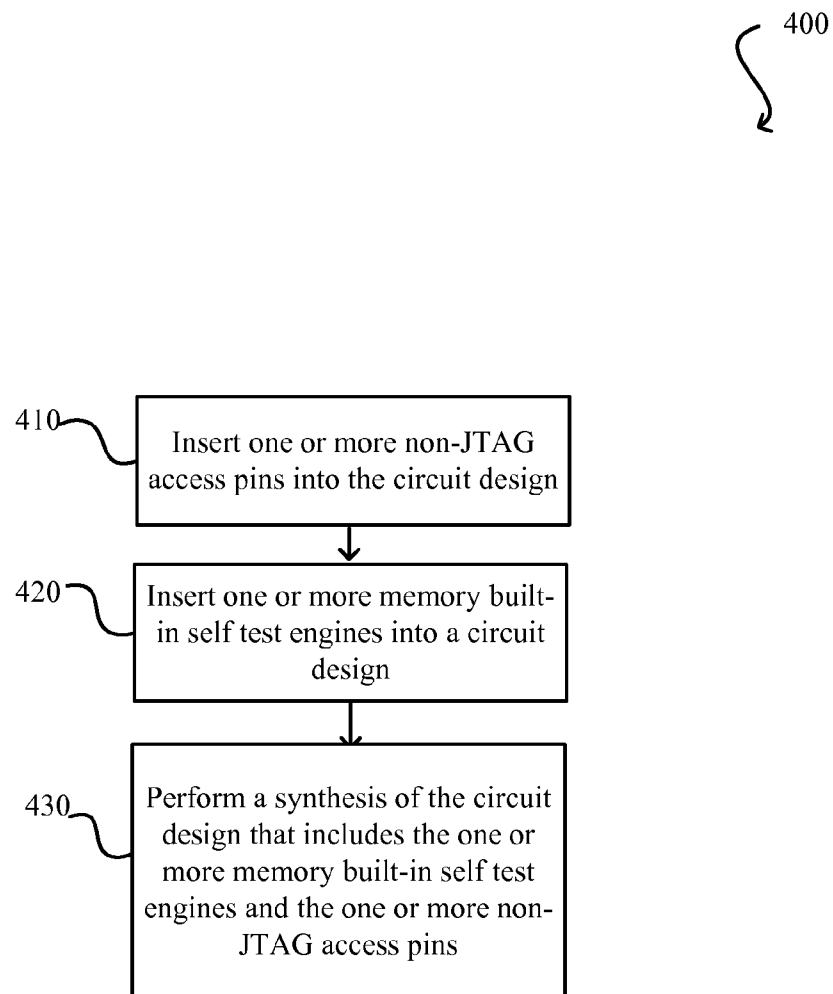 400
410
Insert one or more non-JTAG
access pins into the circuit design
420
Insert one or more memory built-
in self test engines into a circuit
design
430
Perform a synthesis of the circuit
design that includes the one or
more memory built-in self test
engines and the one or more non-
JTAG access pins